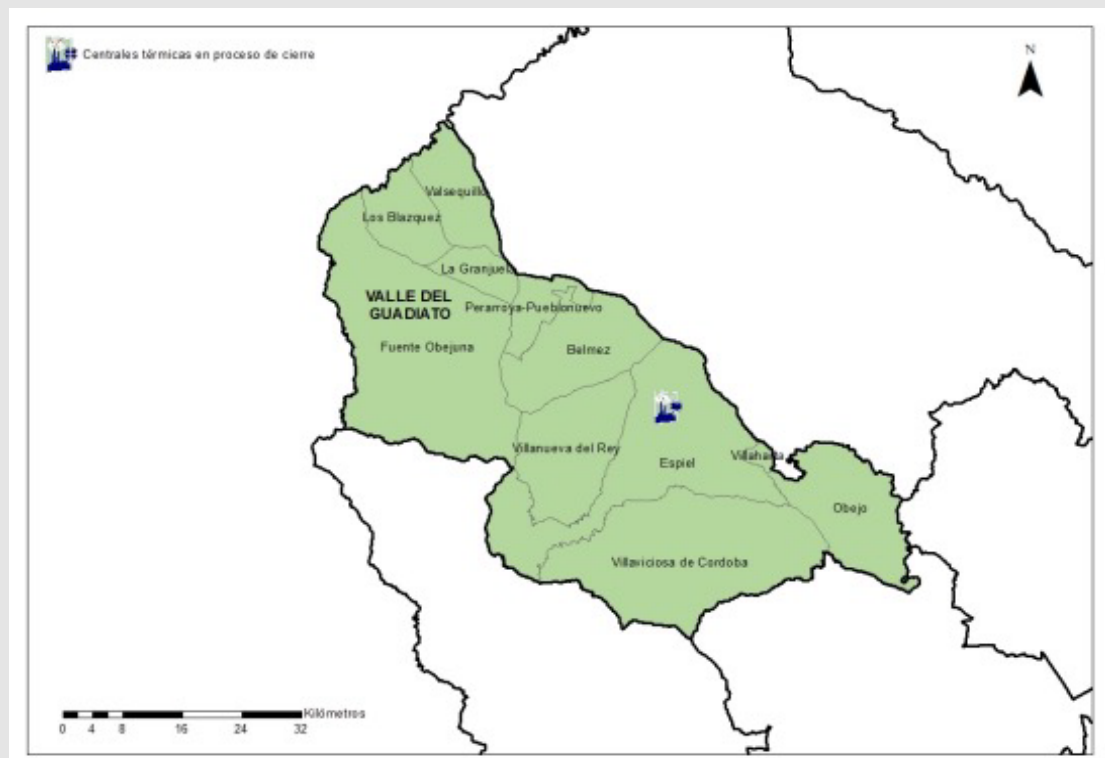 Centrales térmicas en proceso de cierre
N
Valsequillo
Los Blazquez
La Granjuela
VALLE DEL
GUADIATO
Perarroya-Pueblonuevo
Fuente Obejuna
Belmez
Villanueva del Rey
Espiel
Villaharta
Obejo
Villaviciosa de Cordoba
Kilómetros
0 4 8 16 24 32